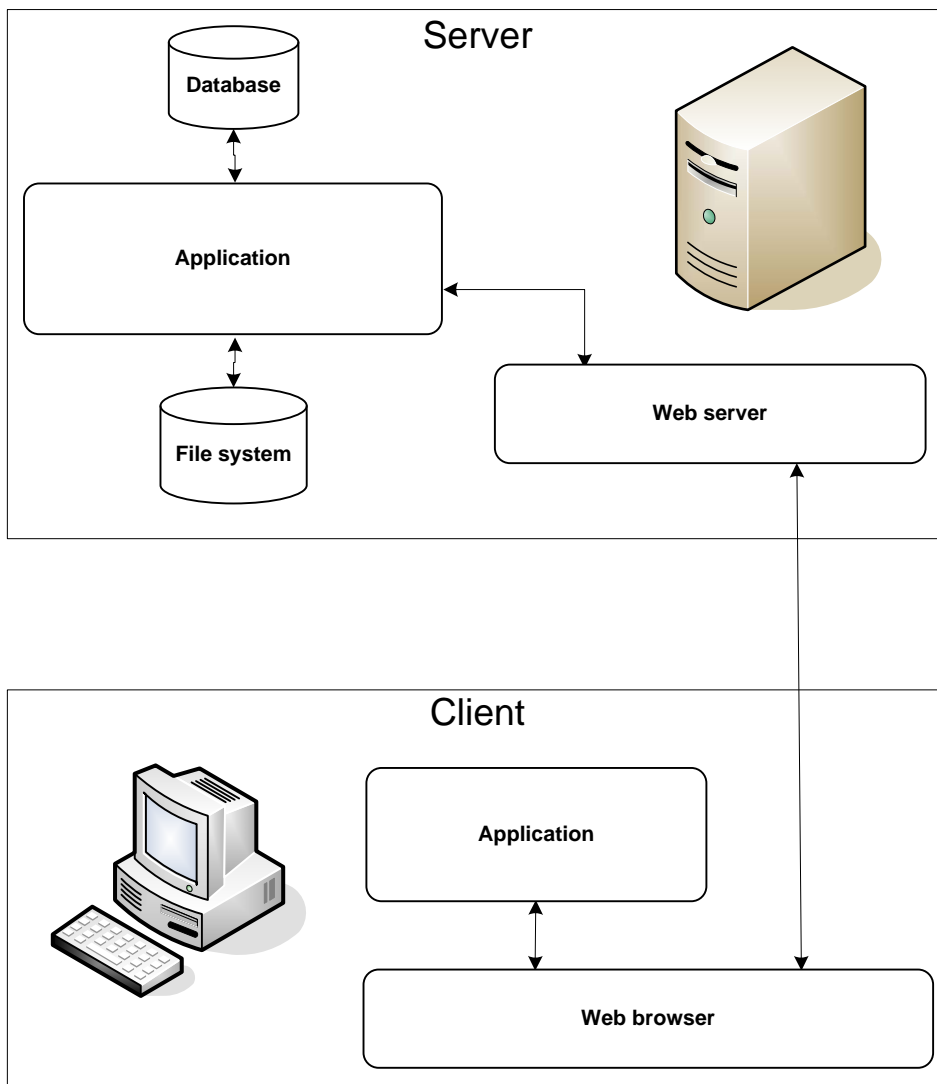 Server
Database
Application
Web server
File system
Client
Application
Web browser